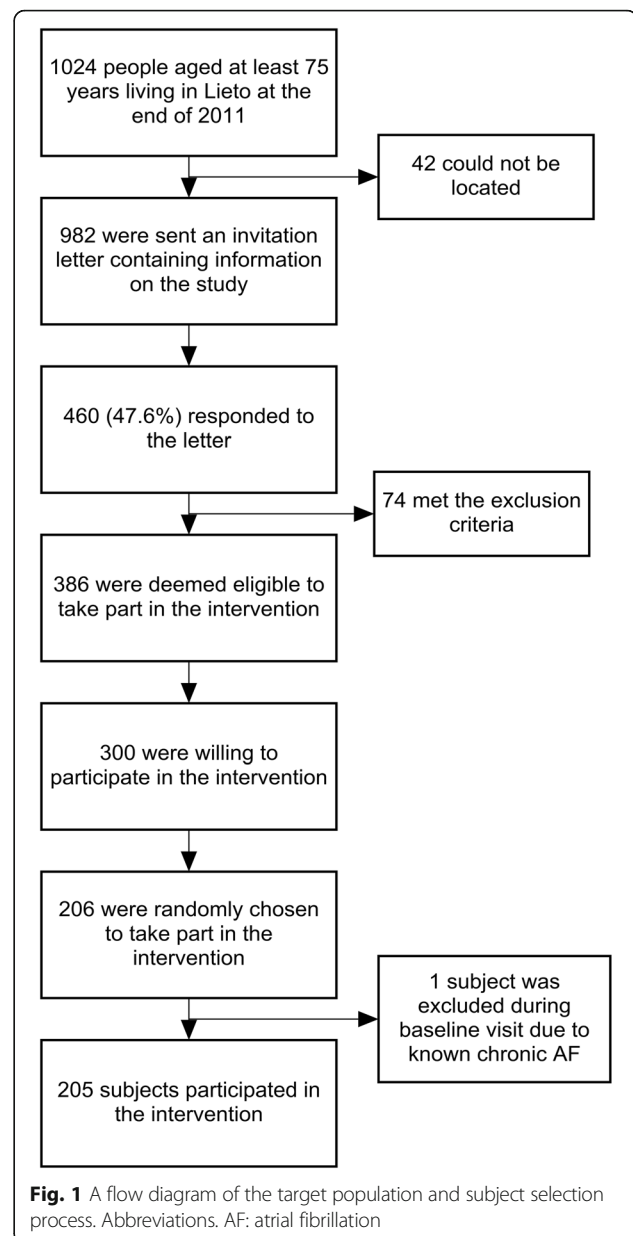 1024 people aged at least 75
years living in Lieto at the
end of 2011
42 could not be
located
982 were sent an invitation
letter containing information
on the study
460 (47.6%) responded to
the letter
74 met the exclusion
criteria
386 were deemed eligible to
take part in the intervention
300 were willing to
participate in the intervention
206 were randomly chosen
to take part in the
intervention
1 subject was
excluded during
baseline visit due to
known chronic AF
205 subjects participated in
the intervention
Fig. 1 A flow diagram of the target population and subject selection
process. Abbreviations. AF: atrial fibrillation